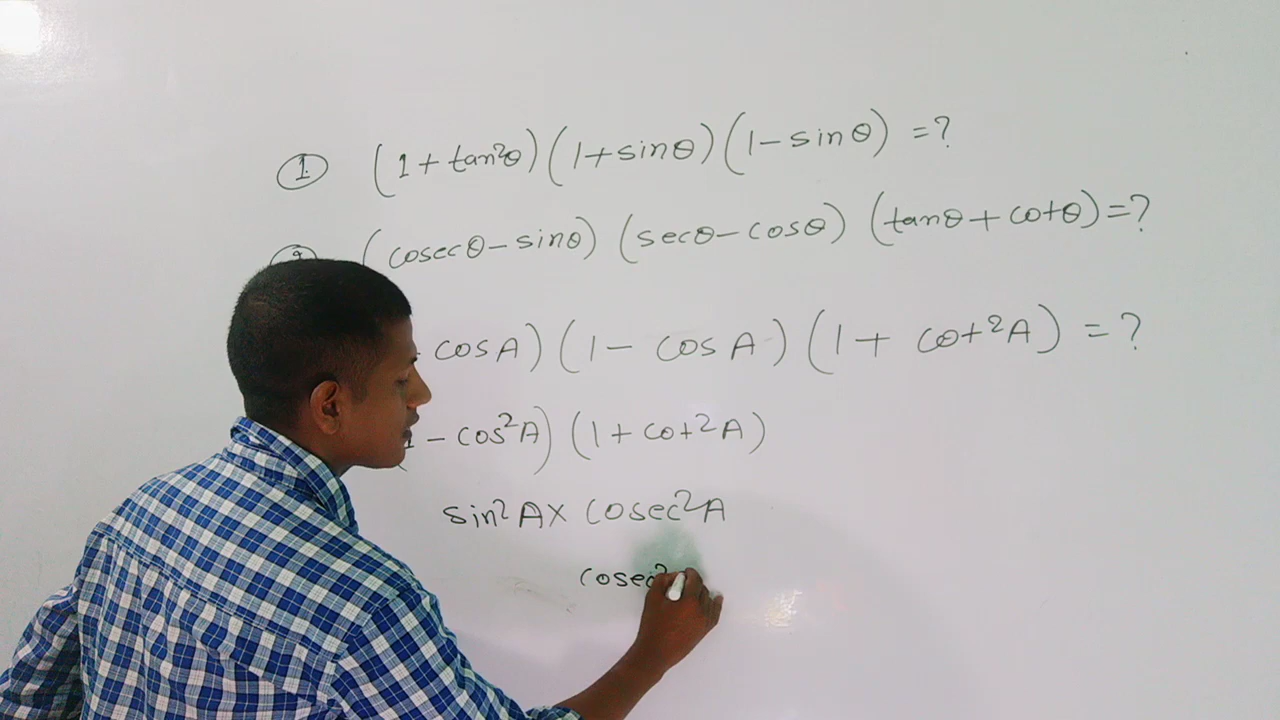 1. (1 + tan²θ) (1 + sinθ) (1 - sinθ) = ?
(cosecθ - sinθ) (secθ - cosθ) (tanθ + cotθ) = ?
cosA) (1 - cosA) (1 + cot²A) = ?
- cos²A) (1 + cot²A)
sin²A × cosec²A
cosec²